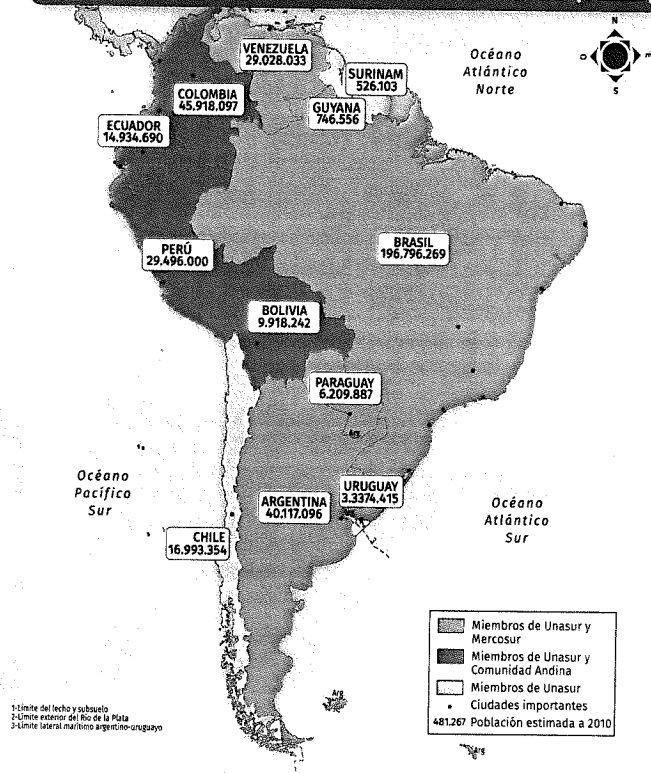 N
O
E
S
Océano
Atlántico
Norte
VENEZUELA
29.028.033
SURINAM
526.103
COLOMBIA
45.918.097
GUYANA
746.556
ECUADOR
14.934.690
PERÚ
29.496.000
BRASIL
196.796.269
BOLIVIA
9.918.242
PARAGUAY
6.209.887
Arg
Océano
Pacífico
Sur
URUGUAY
3.3374.415
ARGENTINA
40.117.096
Océano
Atlántico
Sur
CHILE
16.993.354
Miembros de Unasur y
Mercosur
Miembros de Unasur y
Comunidad Andina
Miembros de Unasur
Ciudades importantes
481.267 Población estimada a 2010
Arg
Arg
1-Límite del lecho y subsuelo
2-Límite exterior del Río de la Plata
3-Límite lateral marítimo argentino-uruguayo